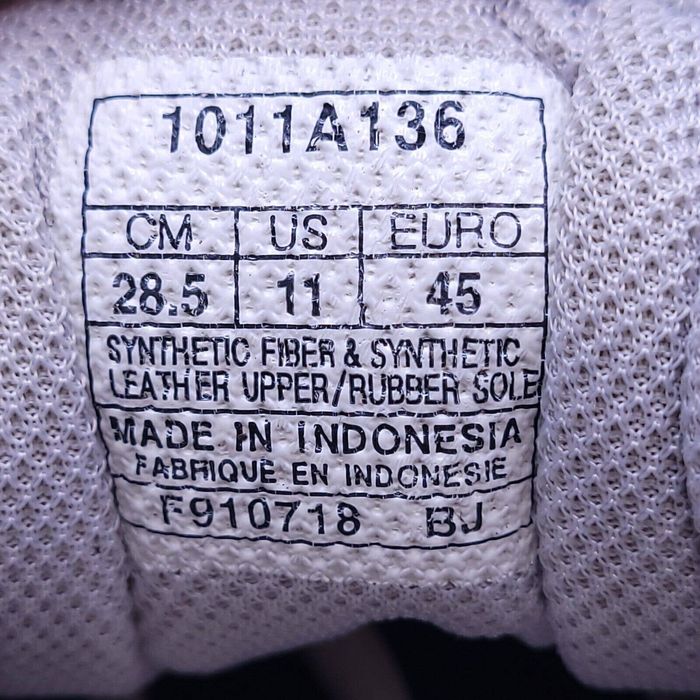 1011A136
CM US EURO
28.5 11 45
SYNTHETIC FIBER & SYNTHETIC
LEATHER UPPER/RUBBER SOLE
MADE IN INDONESIA
FABRIQUE EN INDONESIE
F910718 BJ